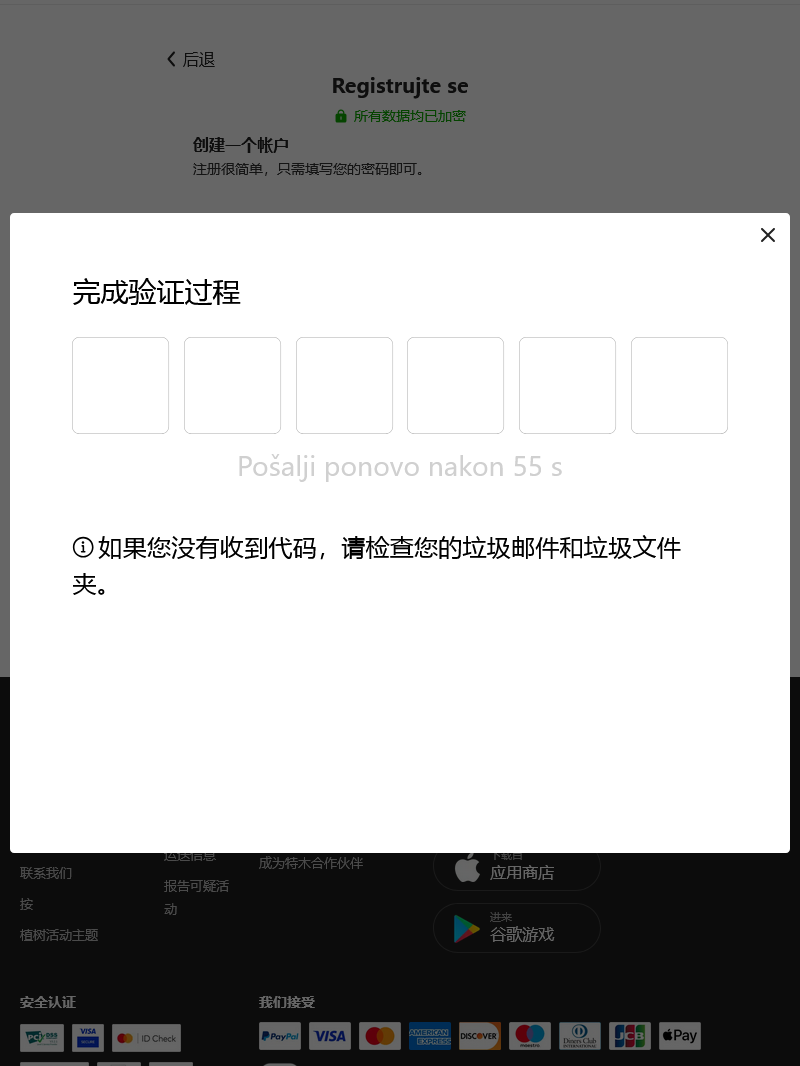 后退
Registrujte se
所有数据均已加密
创建一个帐户
注册很简单，只需填写您的密码即可。
完成验证过程
Pošalji ponovo nakon 55 s
如果您没有收到代码，请检查您的垃圾邮件和垃圾文件
夹。
运送信息
联系我们
报告可疑活
动
按
植树活动主题
成为特木合作伙伴
下载自
应用商店
进来
谷歌游戏
安全认证
我们接受
PCI DSS
VISA
ID Check
PayPal
VISA
AMERICAN
EXPRESS
DISCOVER
Diners Club
INTERNATIONAL
JCB
Pay